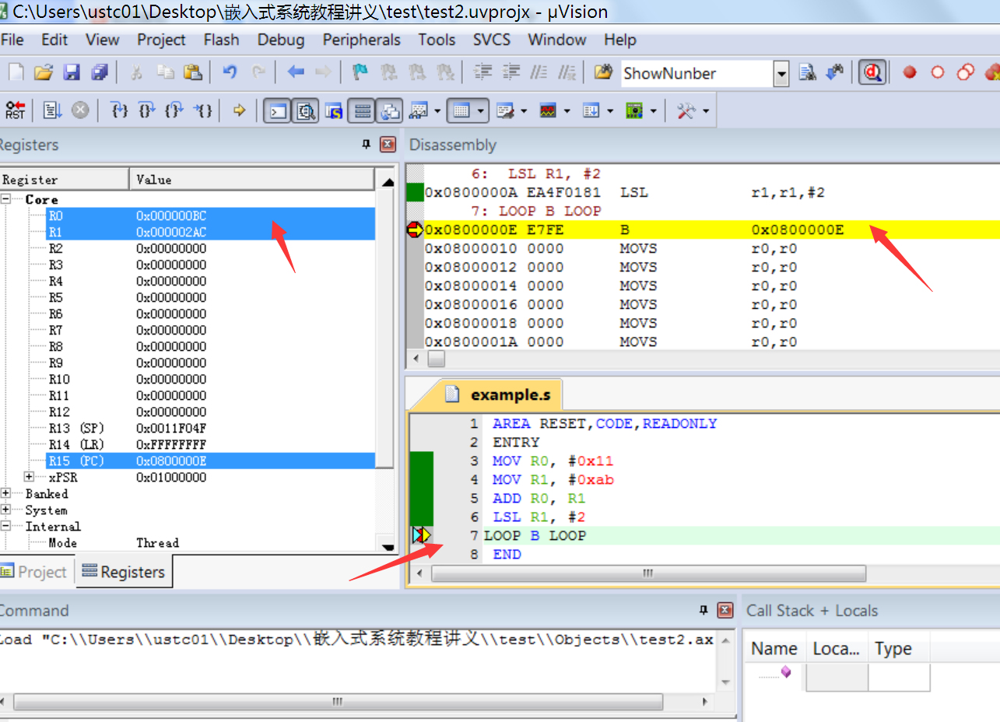 C:\Users\ustc01\Desktop\嵌入式系统教程讲义\test\test2.uvprojx - µVision
File Edit View Project Flash Debug Peripherals Tools SVCS Window Help
ShowNunber
RST
Registers
Register Value
Core
R0 0x000000BC
R1 0x000002AC
R2 0x00000000
R3 0x00000000
R4 0x00000000
R5 0x00000000
R6 0x00000000
R7 0x00000000
R8 0x00000000
R9 0x00000000
R10 0x00000000
R11 0x00000000
R12 0x00000000
R13 (SP) 0x0011F04F
R14 (LR) 0xFFFFFFFF
R15 (PC) 0x0800000E
xPSR 0x01000000
Banked
System
Internal
Mode Thread
Project Registers
Disassembly
6: LSL R1, #2
0x0800000A EA4F0181 LSL r1,r1,#2
7: LOOP B LOOP
0x0800000E E7FE B 0x0800000E
0x08000010 0000 MOVS r0,r0
0x08000012 0000 MOVS r0,r0
0x08000014 0000 MOVS r0,r0
0x08000016 0000 MOVS r0,r0
0x08000018 0000 MOVS r0,r0
0x0800001A 0000 MOVS r0,r0
example.s
1 AREA RESET,CODE,READONLY
2 ENTRY
3 MOV R0, #0x11
4 MOV R1, #0xab
5 ADD R0, R1
6 LSL R1, #2
7 LOOP B LOOP
8 END
Command
Load "C:\\Users\\ustc01\\Desktop\\嵌入式系统教程讲义\\test\\Objects\\test2.ax
Call Stack + Locals
Name Loca... Type